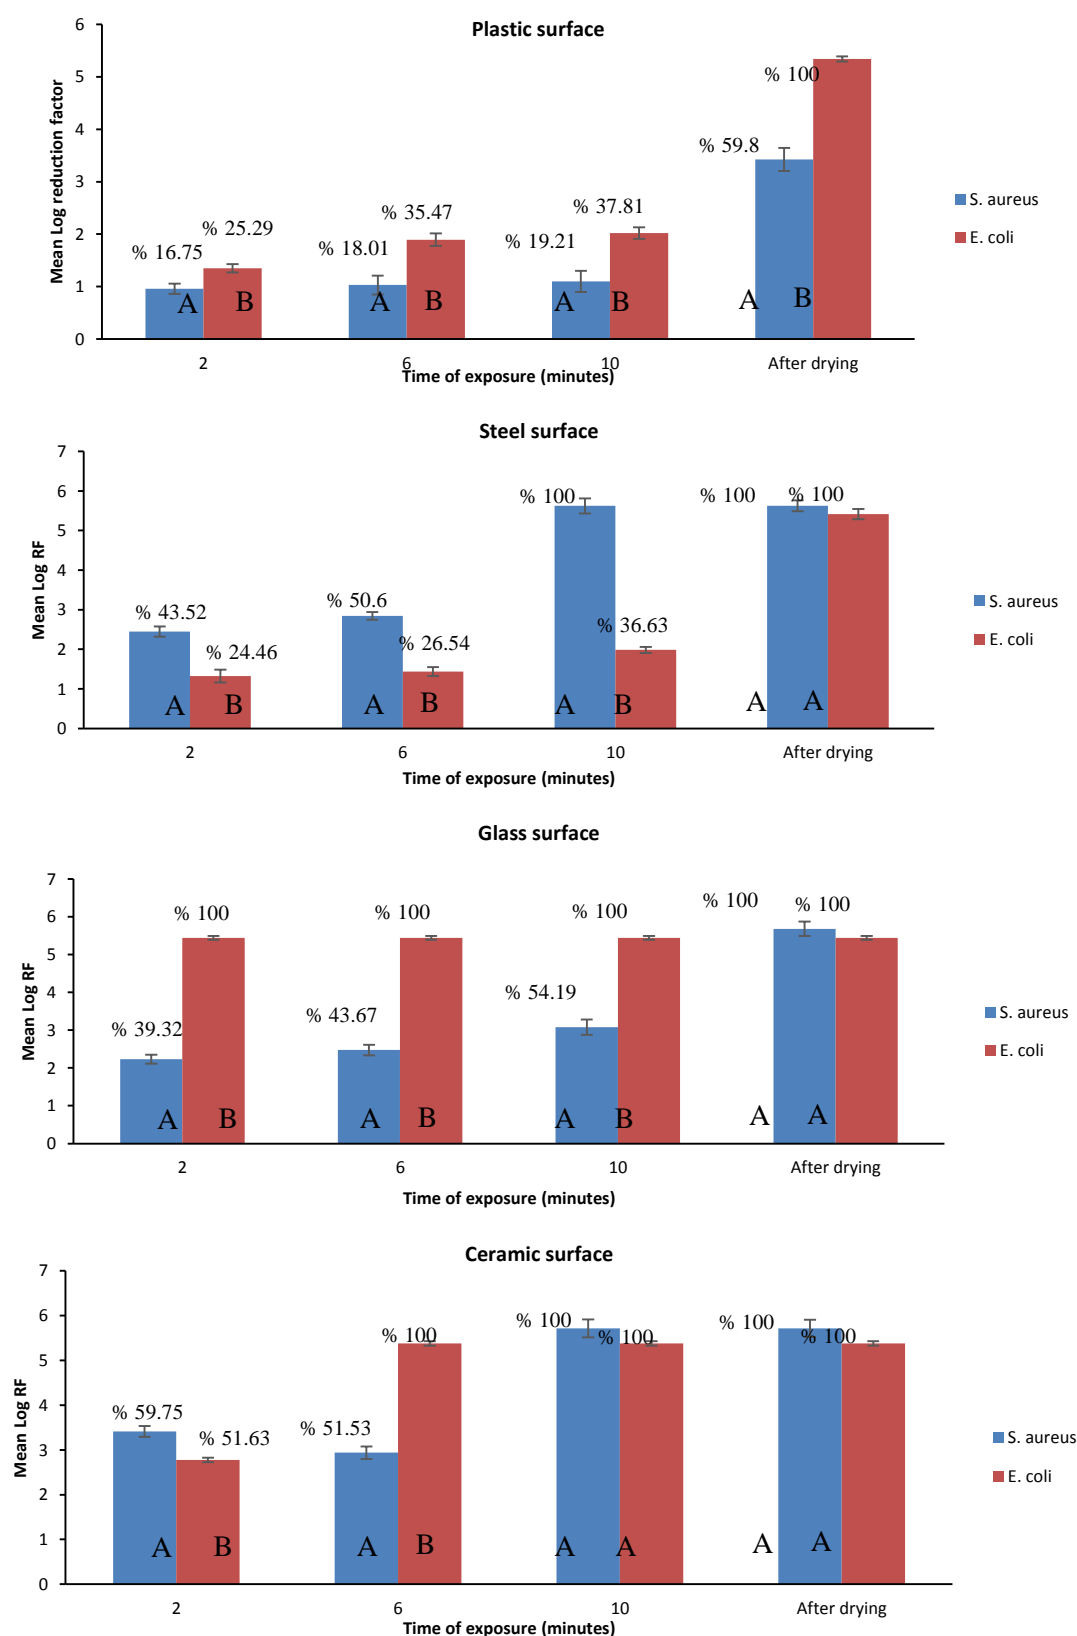 Plastic surface
Mean Log reduction factor
6
5
4
3
2
1
0
% 16.75
% 25.29
% 18.01
% 35.47
% 19.21
% 37.81
% 59.8
% 100
A B A B A B A B
2 6 10 After drying
Time of exposure (minutes)
S. aureus
E. coli
Steel surface
Mean Log RF
7
6
5
4
3
2
1
0
% 43.52
% 24.46
% 50.6
% 26.54
% 100
% 36.63
% 100
% 100
A B A B A B A A
2 6 10 After drying
Time of exposure (minutes)
S. aureus
E. coli
Glass surface
Mean Log RF
7
6
5
4
3
2
1
0
% 39.32
% 100
% 43.67
% 100
% 54.19
% 100
% 100
% 100
A B A B A B A A
2 6 10 After drying
Time of exposure (minutes)
S. aureus
E. coli
Ceramic surface
Mean Log RF
7
6
5
4
3
2
1
0
% 59.75
% 51.63
% 51.53
% 100
% 100
% 100
% 100
% 100
A B A B A A A A
2 6 10 After drying
Time of exposure (minutes)
S. aureus
E. coli